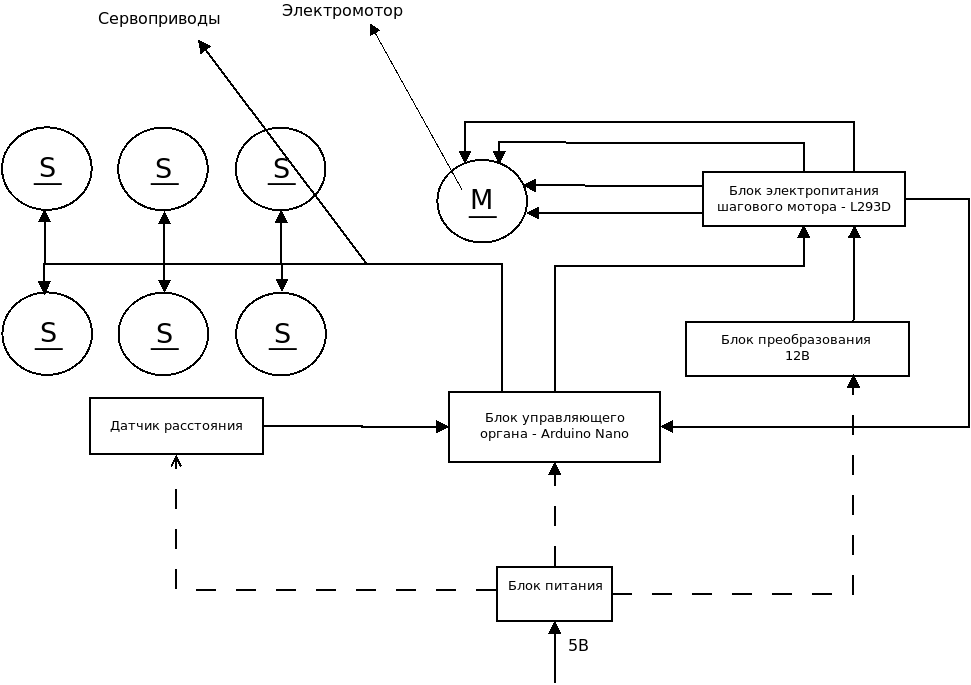 Сервоприводы
Электромотор
S
S
S
M
Блок электропитания
шагового мотора - L293D
S
S
S
Блок преобразования
12В
Датчик расстояния
Блок управляющего
органа - Arduino Nano
Блок питания
5В